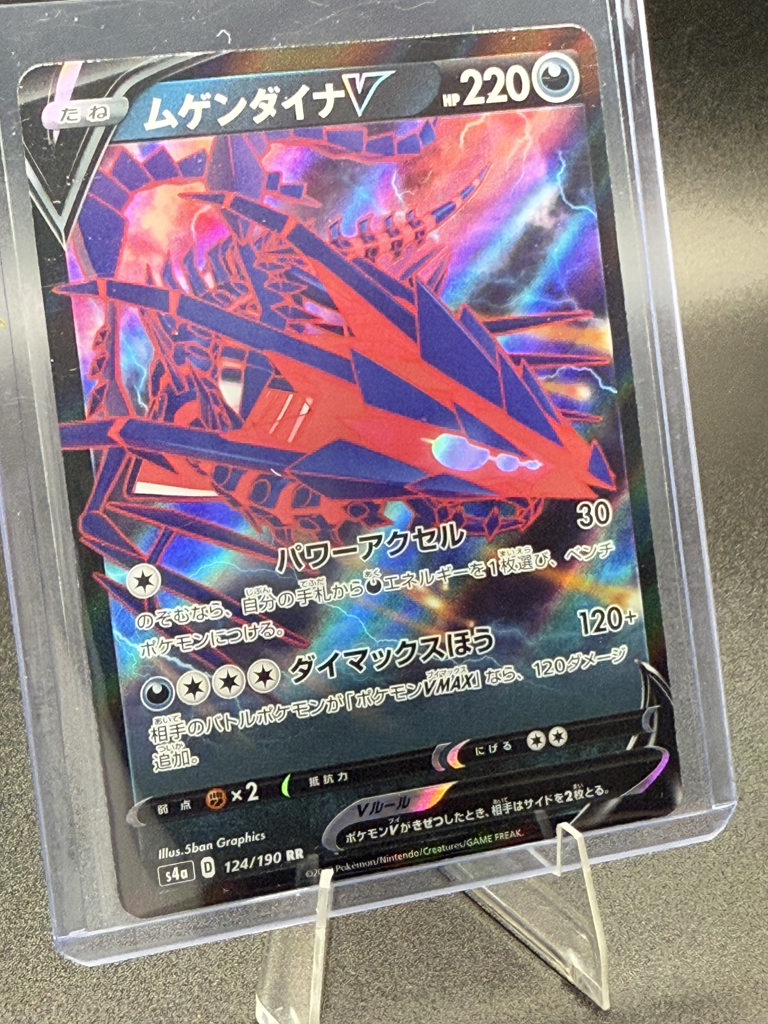 たね
ムゲンダイナV
HP 220
パワーアクセル 30
のぞむなら、自分の手札からエネルギーを1枚選び、ベンチ
ポケモンにつける。
ダイマックスほう 120+
相手のバトルポケモンが「ポケモンVMAX」なら、120ダメージ
追加。
弱点 ×2 抵抗力 にげる
Vルール
ポケモンVがきぜつしたとき、相手はサイドを2枚とる。
Illus.5ban Graphics
s4a D 124/190 RR
Pokémon/Nintendo/Creatures/GAME FREAK.